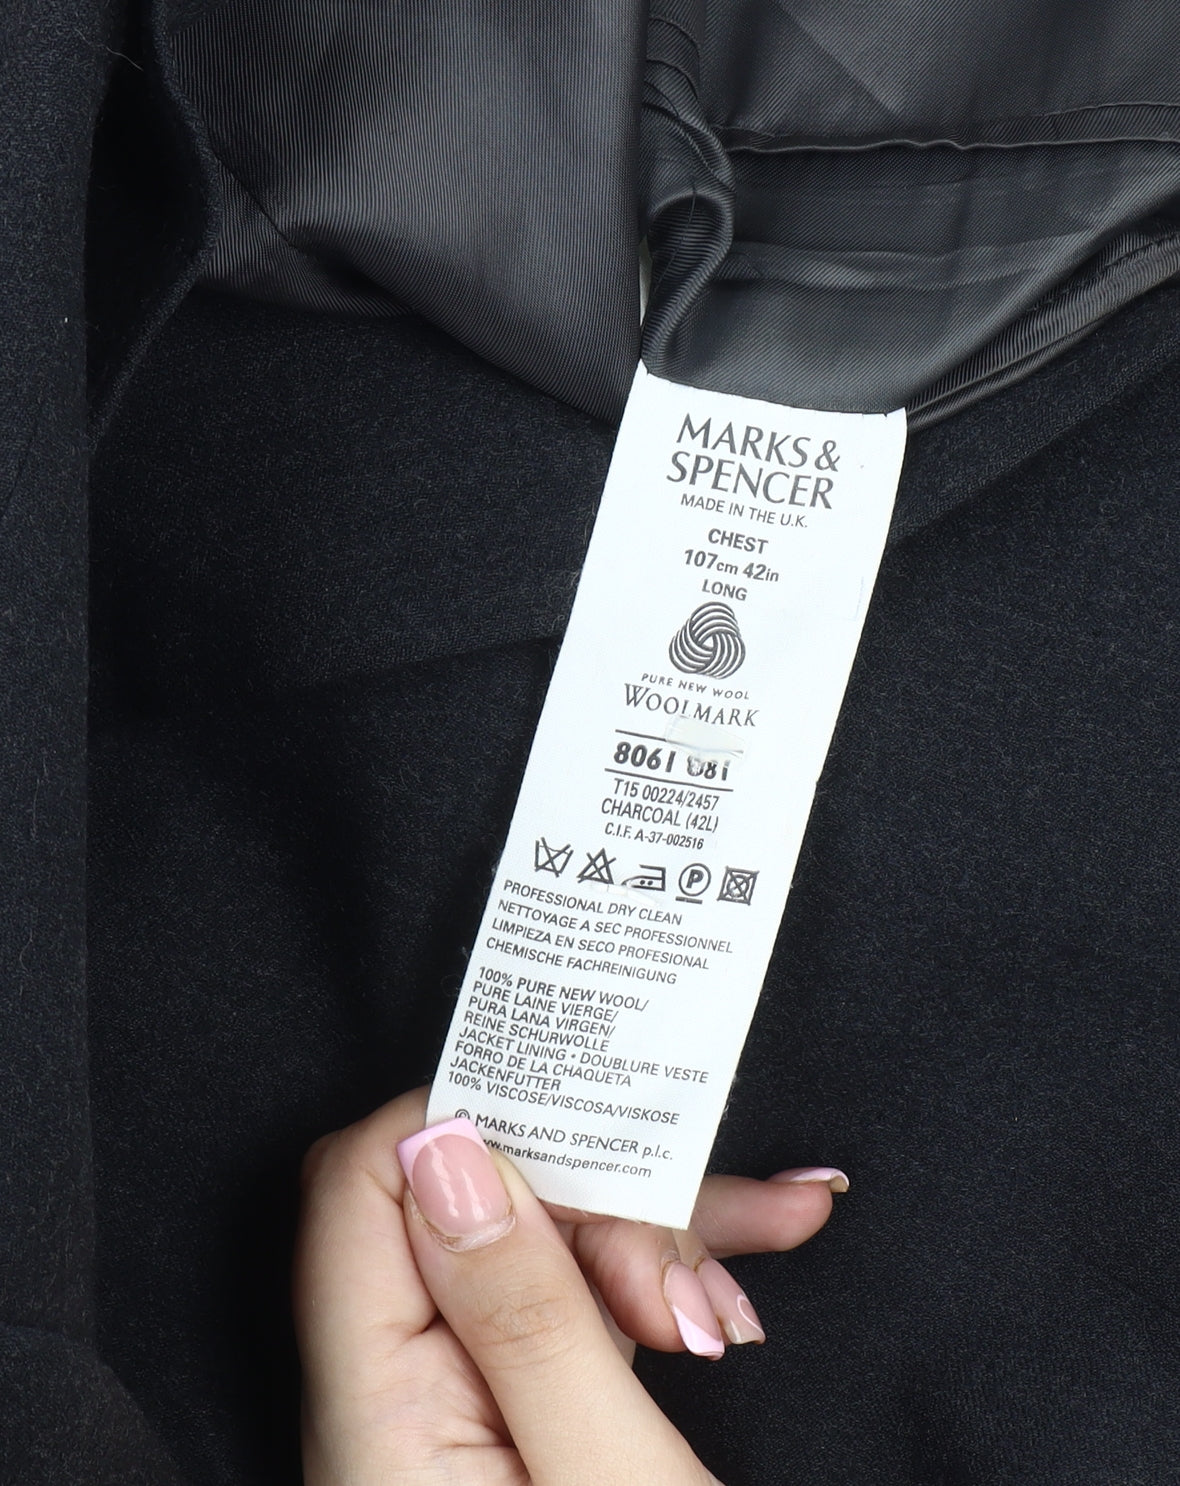 MARKS &
SPENCER
MADE IN THE U.K.
CHEST
107cm 42in
LONG
PURE NEW WOOL
WOOLMARK
8061
T15 00224/2457
CHARCOAL (42L)
C.I.F. A-37-002516
P
PROFESSIONAL DRY CLEAN
NETTOYAGE A SEC PROFESSIONNEL
LIMPIEZA EN SECO PROFESIONAL
CHEMISCHE FACHREINIGUNG
100% PURE NEW WOOL/
PURE LAINE VIERGE/
PURA LANA VIRGEN/
REINE SCHURWOLLE
JACKET LINING • DOUBLURE VESTE
FORRO DE LA CHAQUETA
JACKENFUTTER
100% VISCOSE/VISCOSA/VISKOSE
© MARKS AND SPENCER p.l.c.
w.marksandspencer.com